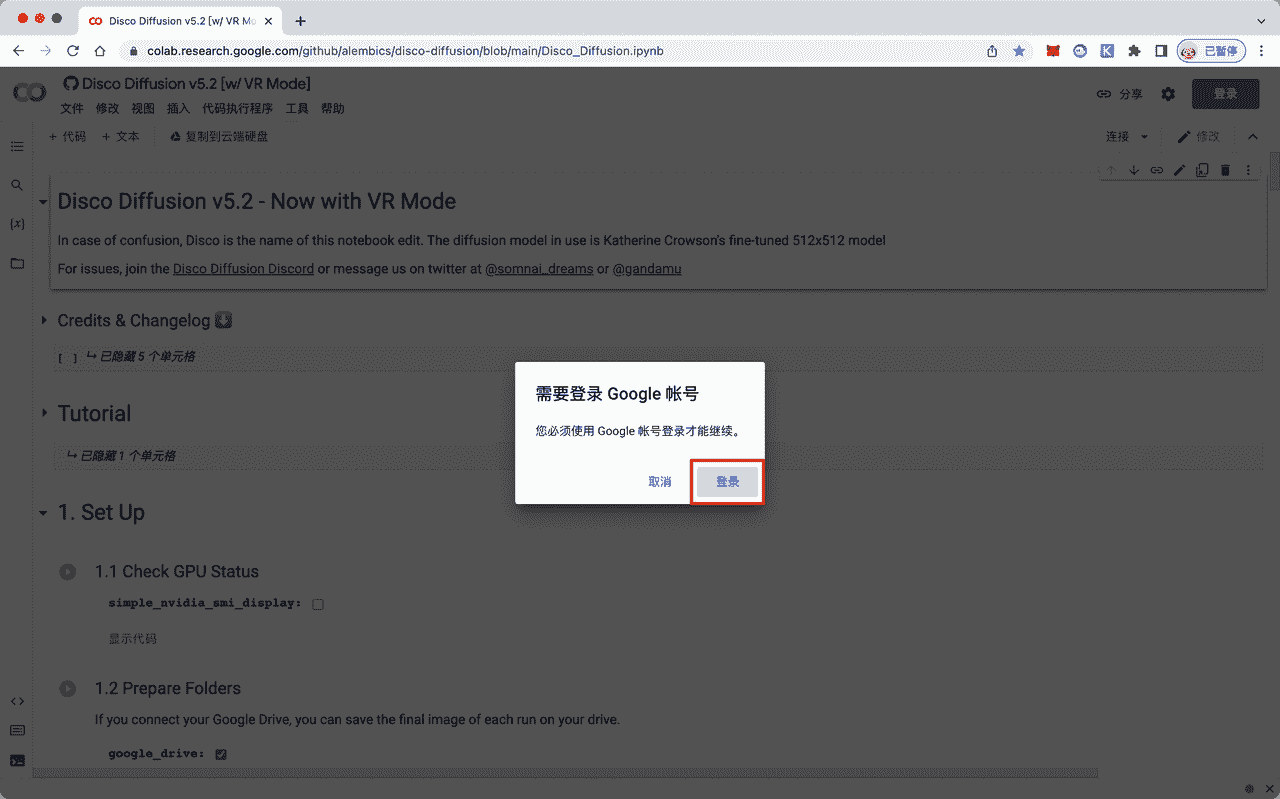 Disco Diffusion v5.2 [w/ VR Mo
colab.research.google.com/github/alembics/disco-diffusion/blob/main/Disco_Diffusion.ipynb
已暂停
Disco Diffusion v5.2 [w/ VR Mode]
文件 修改 视图 插入 代码执行程序 工具 帮助
分享
登录
+ 代码 + 文本 复制到云端硬盘
连接 修改
Disco Diffusion v5.2 - Now with VR Mode
In case of confusion, Disco is the name of this notebook edit. The diffusion model in use is Katherine Crowson's fine-tuned 512x512 model
For issues, join the Disco Diffusion Discord or message us on twitter at @somnai_dreams or @gandamu
Credits & Changelog
[ ] ↳ 已隐藏 5 个单元格
Tutorial
↳ 已隐藏 1 个单元格
需要登录 Google 帐号
您必须使用 Google 帐号登录才能继续。
取消 登录
1. Set Up
1.1 Check GPU Status
simple_nvidia_smi_display:
显示代码
1.2 Prepare Folders
If you connect your Google Drive, you can save the final image of each run on your drive.
google_drive: